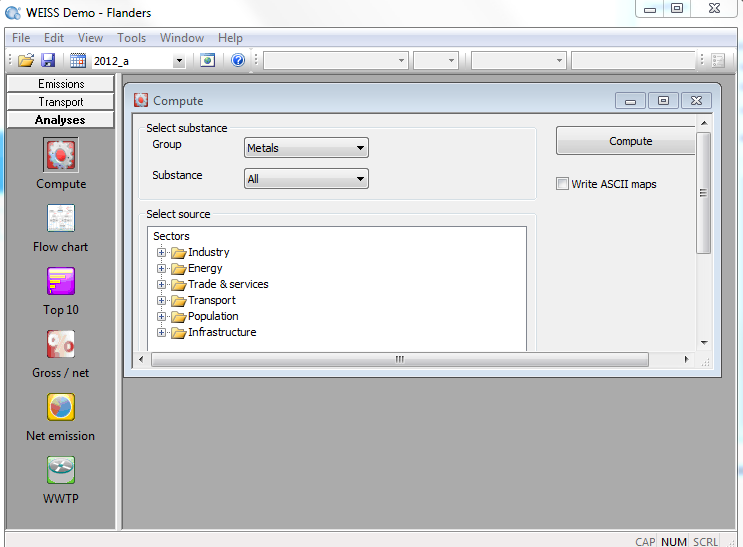 WEISS Demo - Flanders
File Edit View Tools Window Help
2012_a
Emissions
Transport
Analyses
Compute
Flow chart
Top 10
Gross / net
Net emission
WWTP
Compute
Select substance
Group Metals
Substance All
Compute
Write ASCII maps
Select source
Sectors
Industry
Energy
Trade & services
Transport
Population
Infrastructure
CAP NUM SCRL